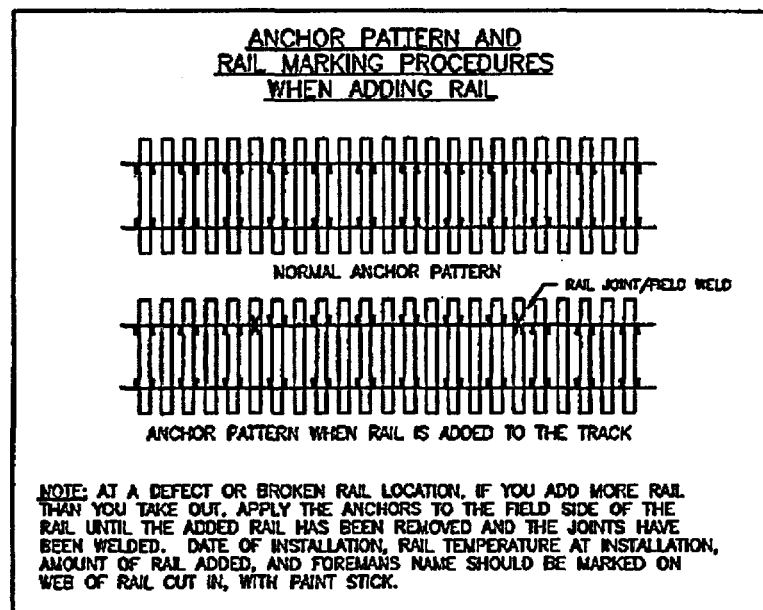 ANCHOR PATTERN AND
RAIL MARKING PROCEDURES
WHEN ADDING RAIL
NORMAL ANCHOR PATTERN
RAIL JOINT/FIELD WELD
ANCHOR PATTERN WHEN RAIL IS ADDED TO THE TRACK
NOTE: AT A DEFECT OR BROKEN RAIL LOCATION, IF YOU ADD MORE RAIL
THAN YOU TAKE OUT, APPLY THE ANCHORS TO THE FIELD SIDE OF THE
RAIL UNTIL THE ADDED RAIL HAS BEEN REMOVED AND THE JOINTS HAVE
BEEN WELDED. DATE OF INSTALLATION, RAIL TEMPERATURE AT INSTALLATION,
AMOUNT OF RAIL ADDED, AND FOREMANS NAME SHOULD BE MARKED ON
WEB OF RAIL CUT IN, WITH PAINT STICK.